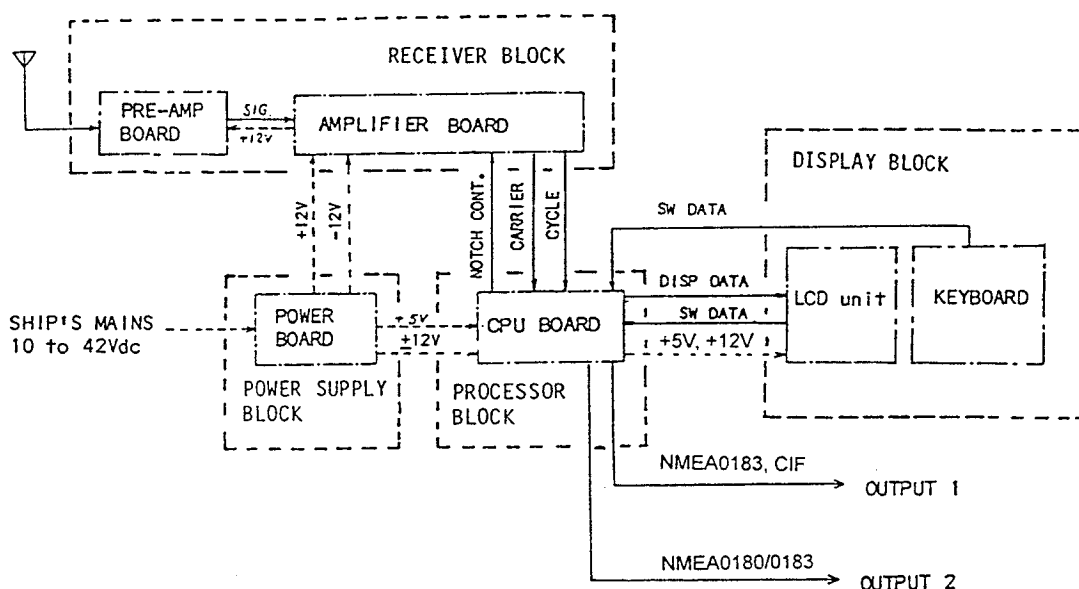 RECEIVER BLOCK
PRE-AMP
BOARD
SIG.
+12V
AMPLIFIER BOARD
+12V
-12V
NOTCH CONT.
CARRIER
CYCLE
DISPLAY BLOCK
SW DATA
SHIP'S MAINS
10 to 42Vdc
POWER
BOARD
+5V
±12V
CPU BOARD
DISP DATA
SW DATA
+5V, +12V
LCD unit
KEYBOARD
POWER SUPPLY
BLOCK
PROCESSOR
BLOCK
NMEA0183, CIF
OUTPUT 1
NMEA0180/0183
OUTPUT 2